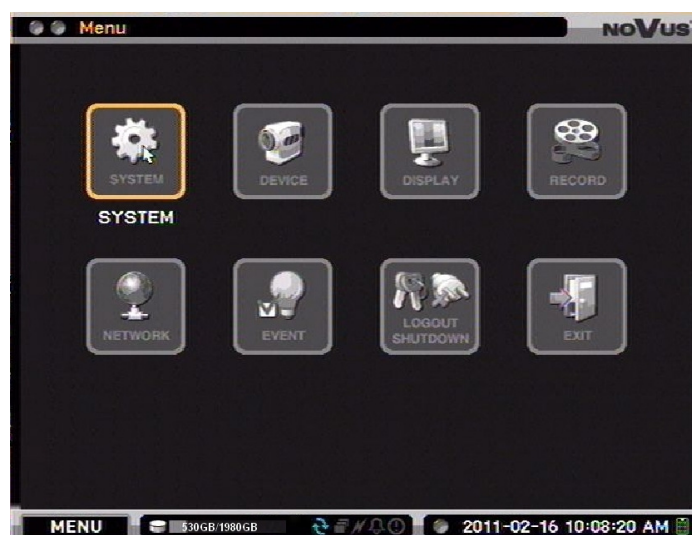 Menu
NOVUS
SYSTEM
DEVICE
DISPLAY
RECORD
SYSTEM
NETWORK
EVENT
LOGOUT
SHUTDOWN
EXIT
MENU
530GB/1980GB
2011-02-16 10:08:20 AM